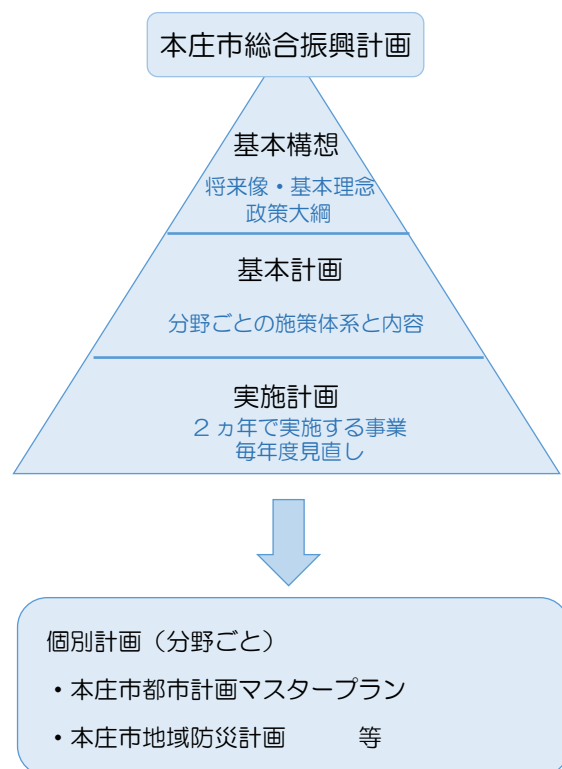 本庄市総合振興計画
基本構想
将来像・基本理念
政策大綱
基本計画
分野ごとの施策体系と内容
実施計画
２ヵ年で実施する事業
毎年度見直し
個別計画（分野ごと）
・本庄市都市計画マスタープラン
・本庄市地域防災計画　　　等